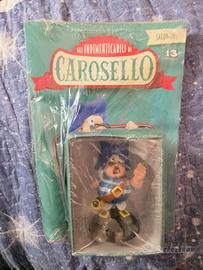 GLI INDIMENTICABILI DI
CAROSELLO
13